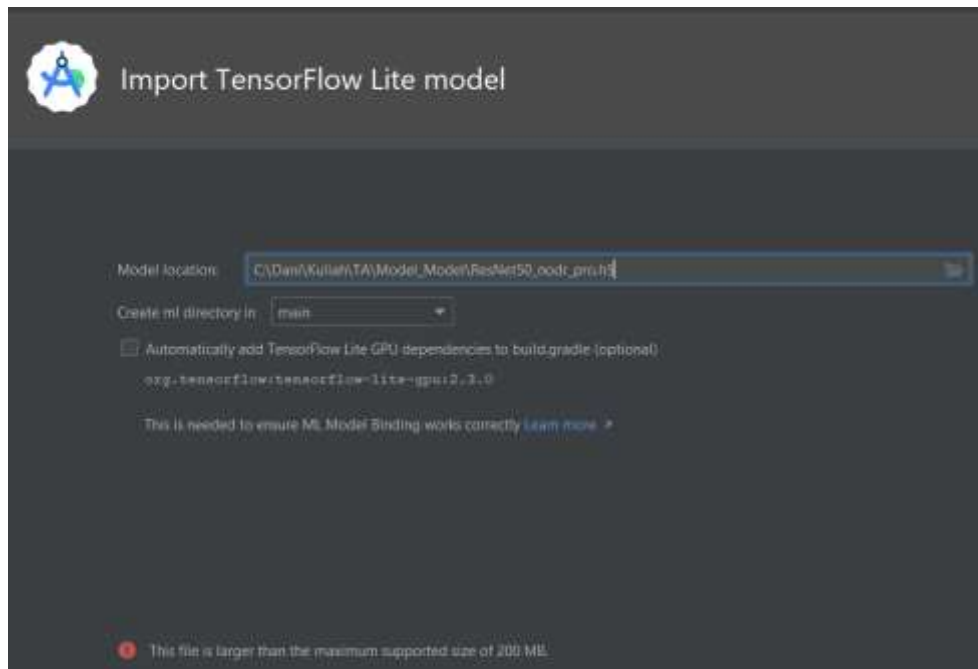 Import TensorFlow Lite model
Model location: C:\Dani\Kuliah\TA\Model_Model\ResNet50_nodr_pro.h5
Create ml directory in main
Automatically add TensorFlow Lite GPU dependencies to build.gradle (optional)
org.tensorflow:tensorflow-lite-gpu:2.3.0
This is needed to ensure ML Model Binding works correctly Learn more ↗
This file is larger than the maximum supported size of 200 MB.